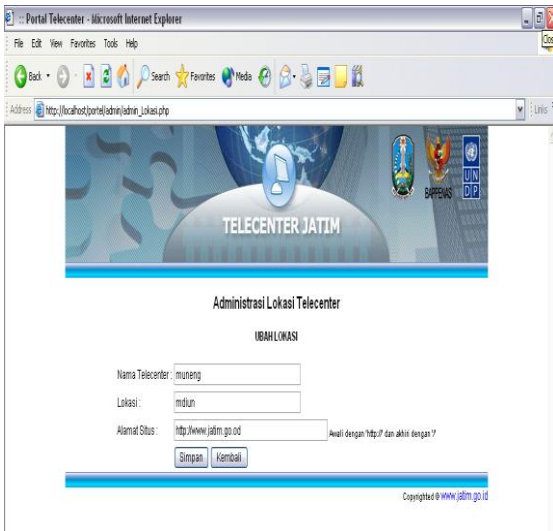 :: Portal Telecenter - Microsoft Internet Explorer
File Edit View Favorites Tools Help
Back Search Favorites Media
Address http://localhost/portel/admin/admin_Lokasi.php Links
Clos
TELECENTER JATIM
BAPPENAS
UN
DP
Administrasi Lokasi Telecenter
UBAH LOKASI
Nama Telecenter : muneng
Lokasi : mdiun
Alamat Situs : http://www.jatim.go.od Awali dengan 'http://' dan akhiri dengan '/'
Simpan Kembali
Copyrighted @ www.jatim.go.id